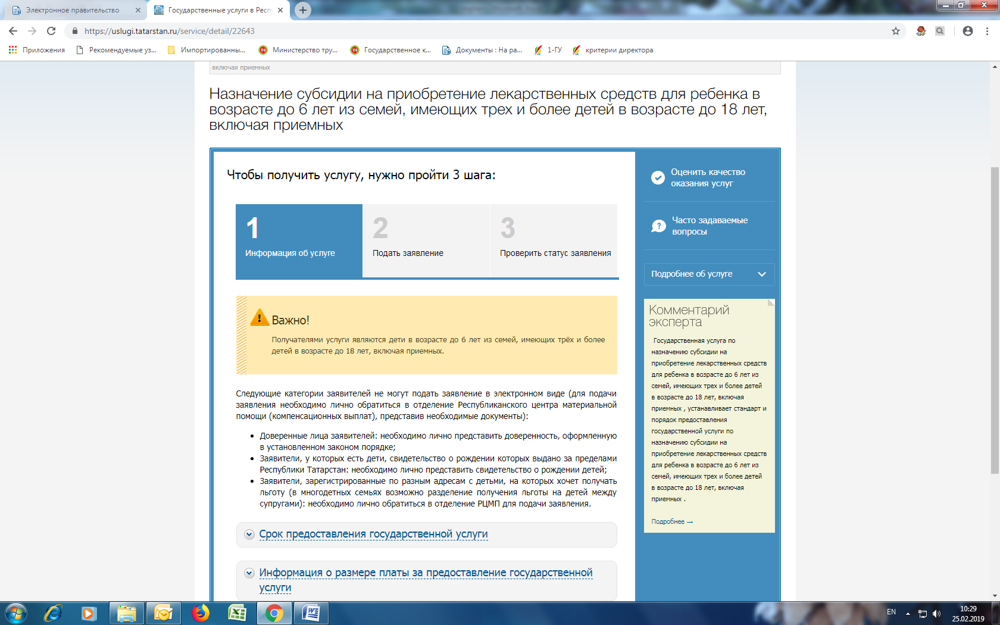 Электронное правительство
Государственные услуги в Респу
https://uslugi.tatarstan.ru/service/detail/22643
Приложения
Рекомендуемые уз...
Импортированны...
Министерство тру...
Государственное к...
Документы : На ра...
1-ГУ
критерии директора
включая приемных
Назначение субсидии на приобретение лекарственных средств для ребенка в
возрасте до 6 лет из семей, имеющих трех и более детей в возрасте до 18 лет,
включая приемных
Чтобы получить услугу, нужно пройти 3 шага:
1
Информация об услуге
2
Подать заявление
3
Проверить статус заявления
Важно!
Получателями услуги являются дети в возрасте до 6 лет из семей, имеющих трёх и более
детей в возрасте до 18 лет, включая приемных.
Следующие категории заявителей не могут подать заявление в электронном виде (для подачи
заявления необходимо лично обратиться в отделение Республиканского центра материальной
помощи (компенсационных выплат), представив необходимые документы):
• Доверенные лица заявителей: необходимо лично представить доверенность, оформленную
в установленном законом порядке;
• Заявители, у которых есть дети, свидетельство о рождении которых выдано за пределами
Республики Татарстан: необходимо лично представить свидетельство о рождении детей;
• Заявители, зарегистрированные по разным адресам с детьми, на которых хочет получать
льготу (в многодетных семьях возможно разделение получения льготы на детей между
супругами): необходимо лично обратиться в отделение РЦМП для подачи заявления.
Срок предоставления государственной услуги
Информация о размере платы за предоставление государственной
услуги
Оценить качество
оказания услуг
Часто задаваемые
вопросы
Подробнее об услуге
Комментарий
эксперта
Государственная услуга по
назначению субсидии на
приобретение лекарственных средств
для ребенка в возрасте до 6 лет из
семей, имеющих трех и более детей
в возрасте до 18 лет, включая
приемных , устанавливает стандарт и
порядок предоставления
государственной услуги по
назначению субсидии на
приобретение лекарственных средств
для ребенка в возрасте до 6 лет из
семей, имеющих трех и более детей
в возрасте до 18 лет, включая
приемных .
Подробнее →
EN
10:29
25.02.2019